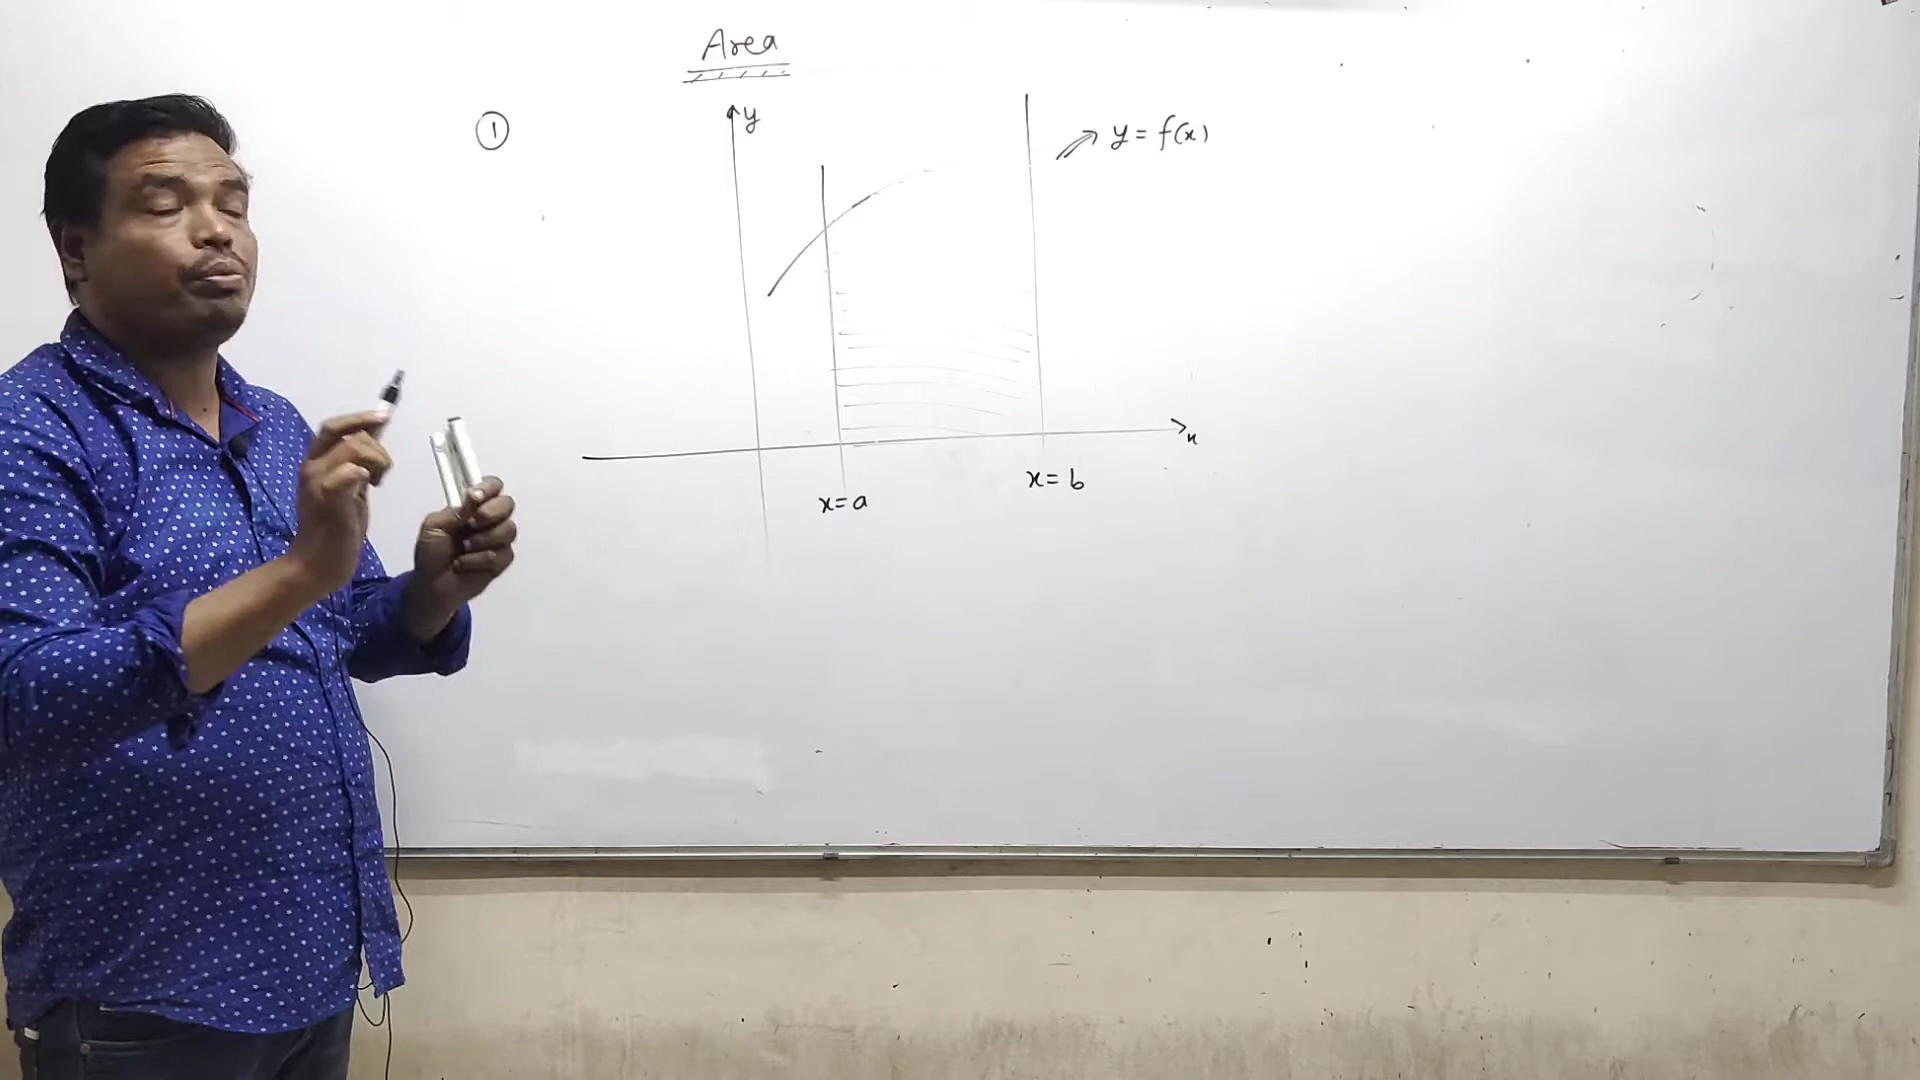 Area
①
y
y = f(x)
x
x = a
x = b